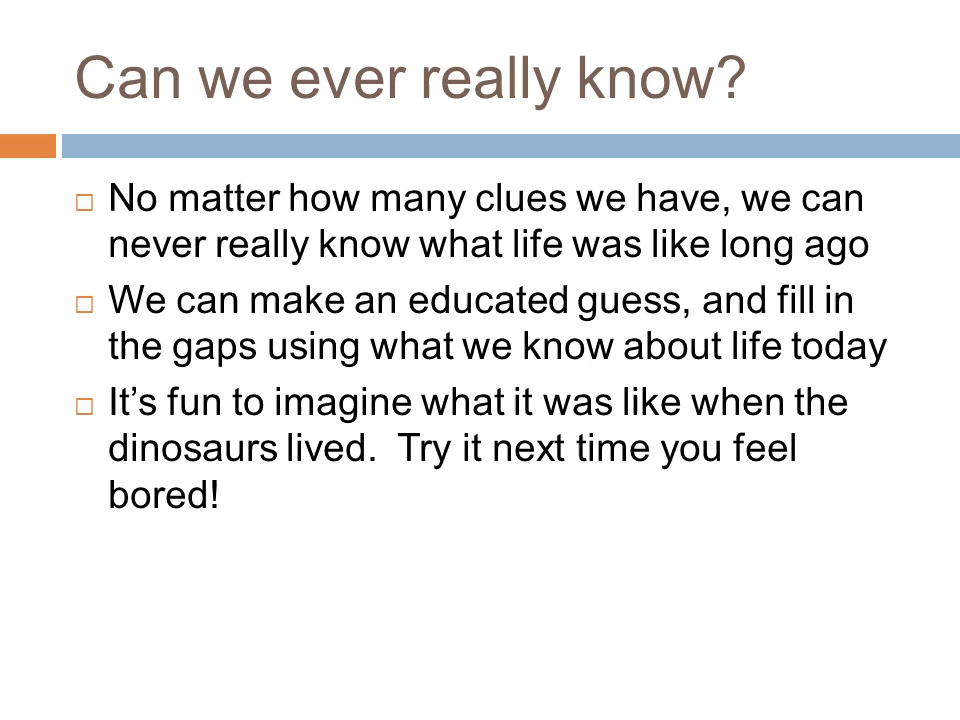 Can we ever really know?
No matter how many clues we have, we can
never really know what life was like long ago
We can make an educated guess, and fill in
the gaps using what we know about life today
It’s fun to imagine what it was like when the
dinosaurs lived.  Try it next time you feel
bored!